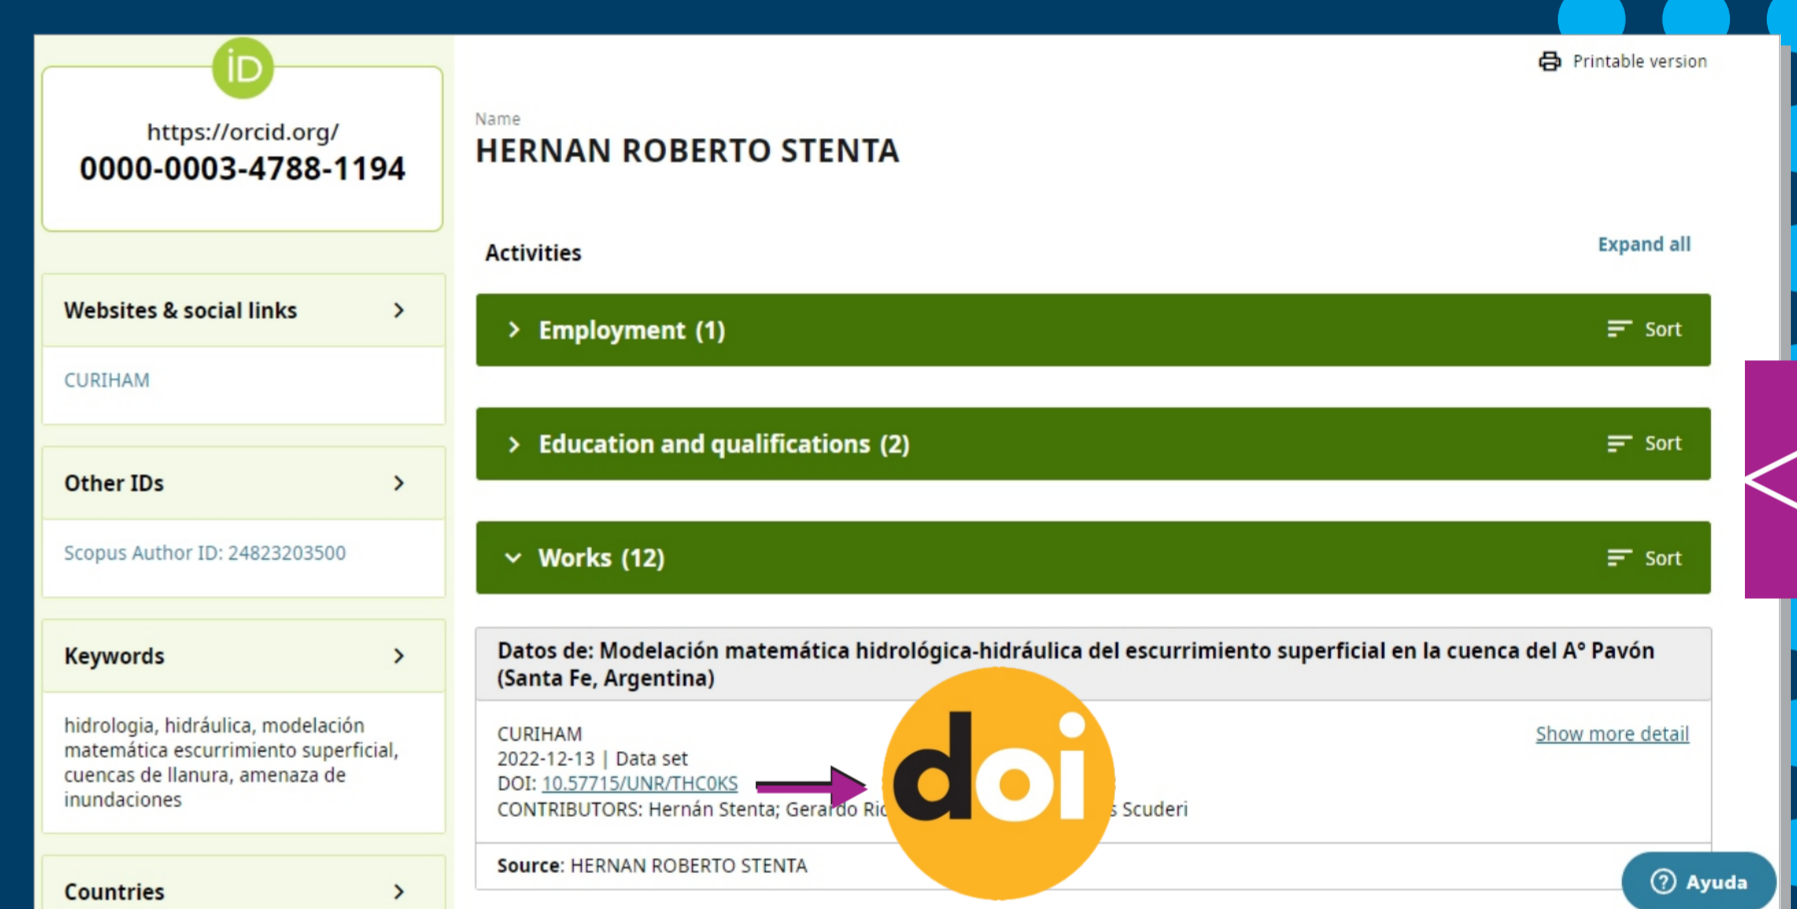 iD
https://orcid.org/
0000-0003-4788-1194
Websites & social links
CURIHAM
Other IDs
Scopus Author ID: 24823203500
Keywords
hidrologia, hidráulica, modelación
matemática escurrimiento superficial,
cuencas de llanura, amenaza de
inundaciones
Countries
Printable version
Name
HERNAN ROBERTO STENTA
Activities
Expand all
Employment (1)
Sort
Education and qualifications (2)
Sort
Works (12)
Sort
Datos de: Modelación matemática hidrológica-hidráulica del escurrimiento superficial en la cuenca del A° Pavón
(Santa Fe, Argentina)
CURIHAM
Show more detail
2022-12-13 | Data set
DOI: 10.57715/UNR/THC0KS
doi
CONTRIBUTORS: Hernán Stenta; Gerardo Scuderi
Source: HERNAN ROBERTO STENTA
Ayuda